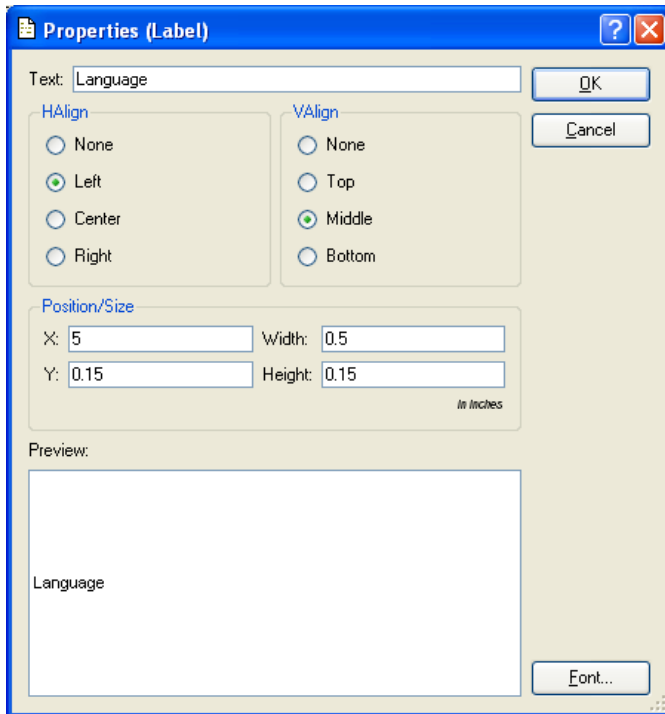 Properties (Label)
Text: Language
OK
HAlign
VAlign
Cancel
None
None
Left
Top
Center
Middle
Right
Bottom
Position/Size
X: 5 Width: 0.5
Y: 0.15 Height: 0.15
In Inches
Preview:
Language
Font...